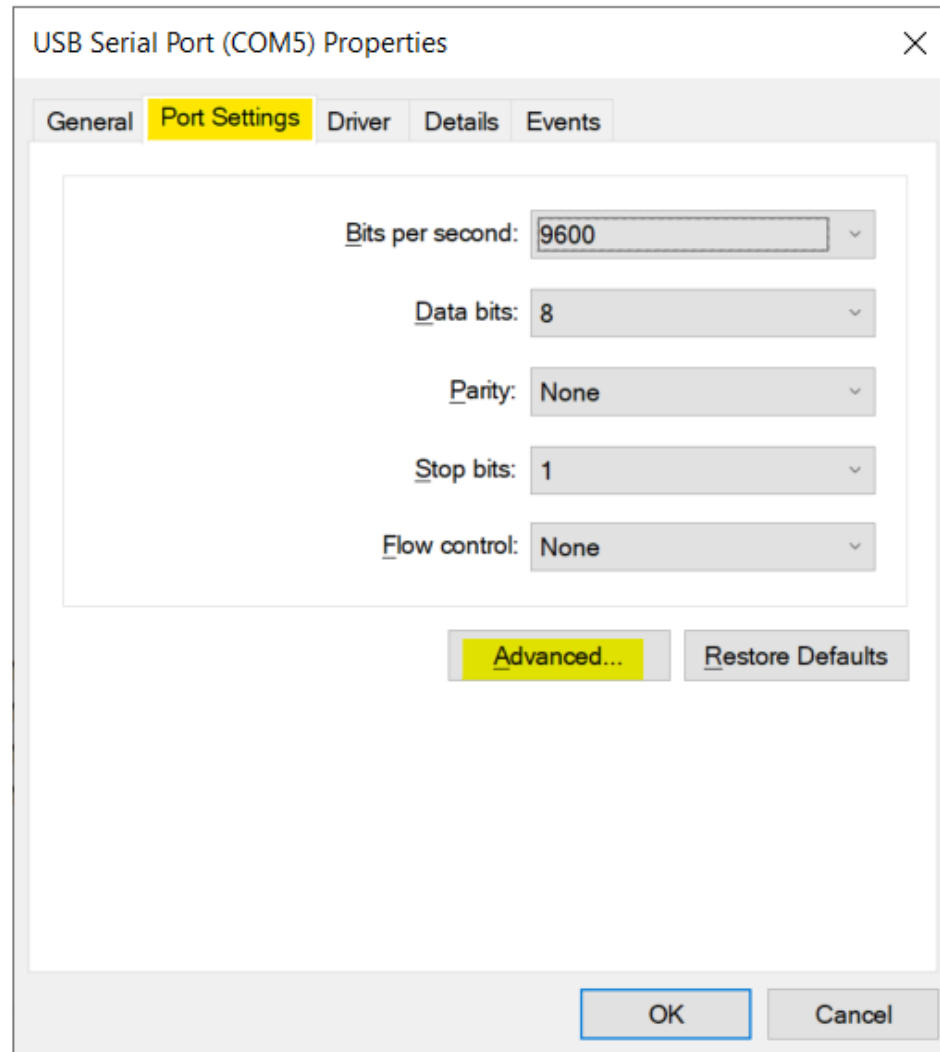 USB Serial Port (COM5) Properties
General Port Settings Driver Details Events
Bits per second: 9600
Data bits: 8
Parity: None
Stop bits: 1
Flow control: None
Advanced... Restore Defaults
OK Cancel